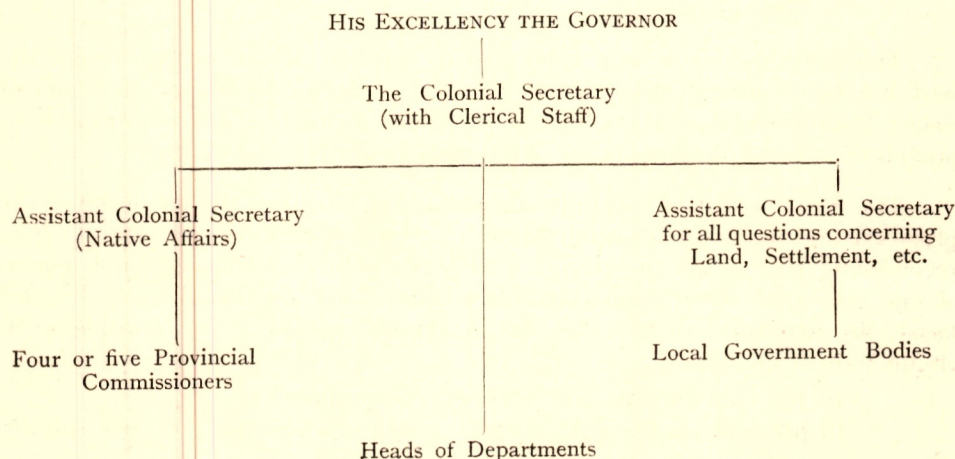 HIS EXCELLENCY THE GOVERNOR
The Colonial Secretary
(with Clerical Staff)
Assistant Colonial Secretary
(Native Affairs)
Assistant Colonial Secretary
for all questions concerning
Land, Settlement, etc.
Four or five Provincial
Commissioners
Local Government Bodies
Heads of Departments